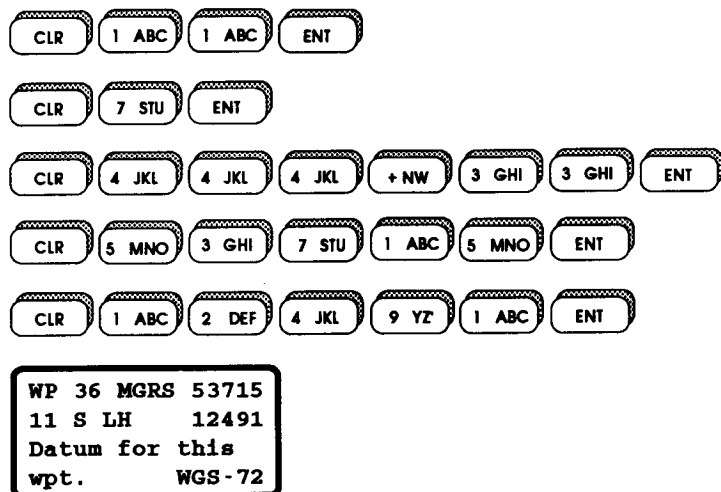 CLR 1 ABC 1 ABC ENT
CLR 7 STU ENT
CLR 4 JKL 4 JKL 4 JKL + NW 3 GHI 3 GHI ENT
CLR 5 MNO 3 GHI 7 STU 1 ABC 5 MNO ENT
CLR 1 ABC 2 DEF 4 JKL 9 YZ' 1 ABC ENT
WP 36 MGRS 53715
11 S LH 12491
Datum for this
wpt. WGS-72